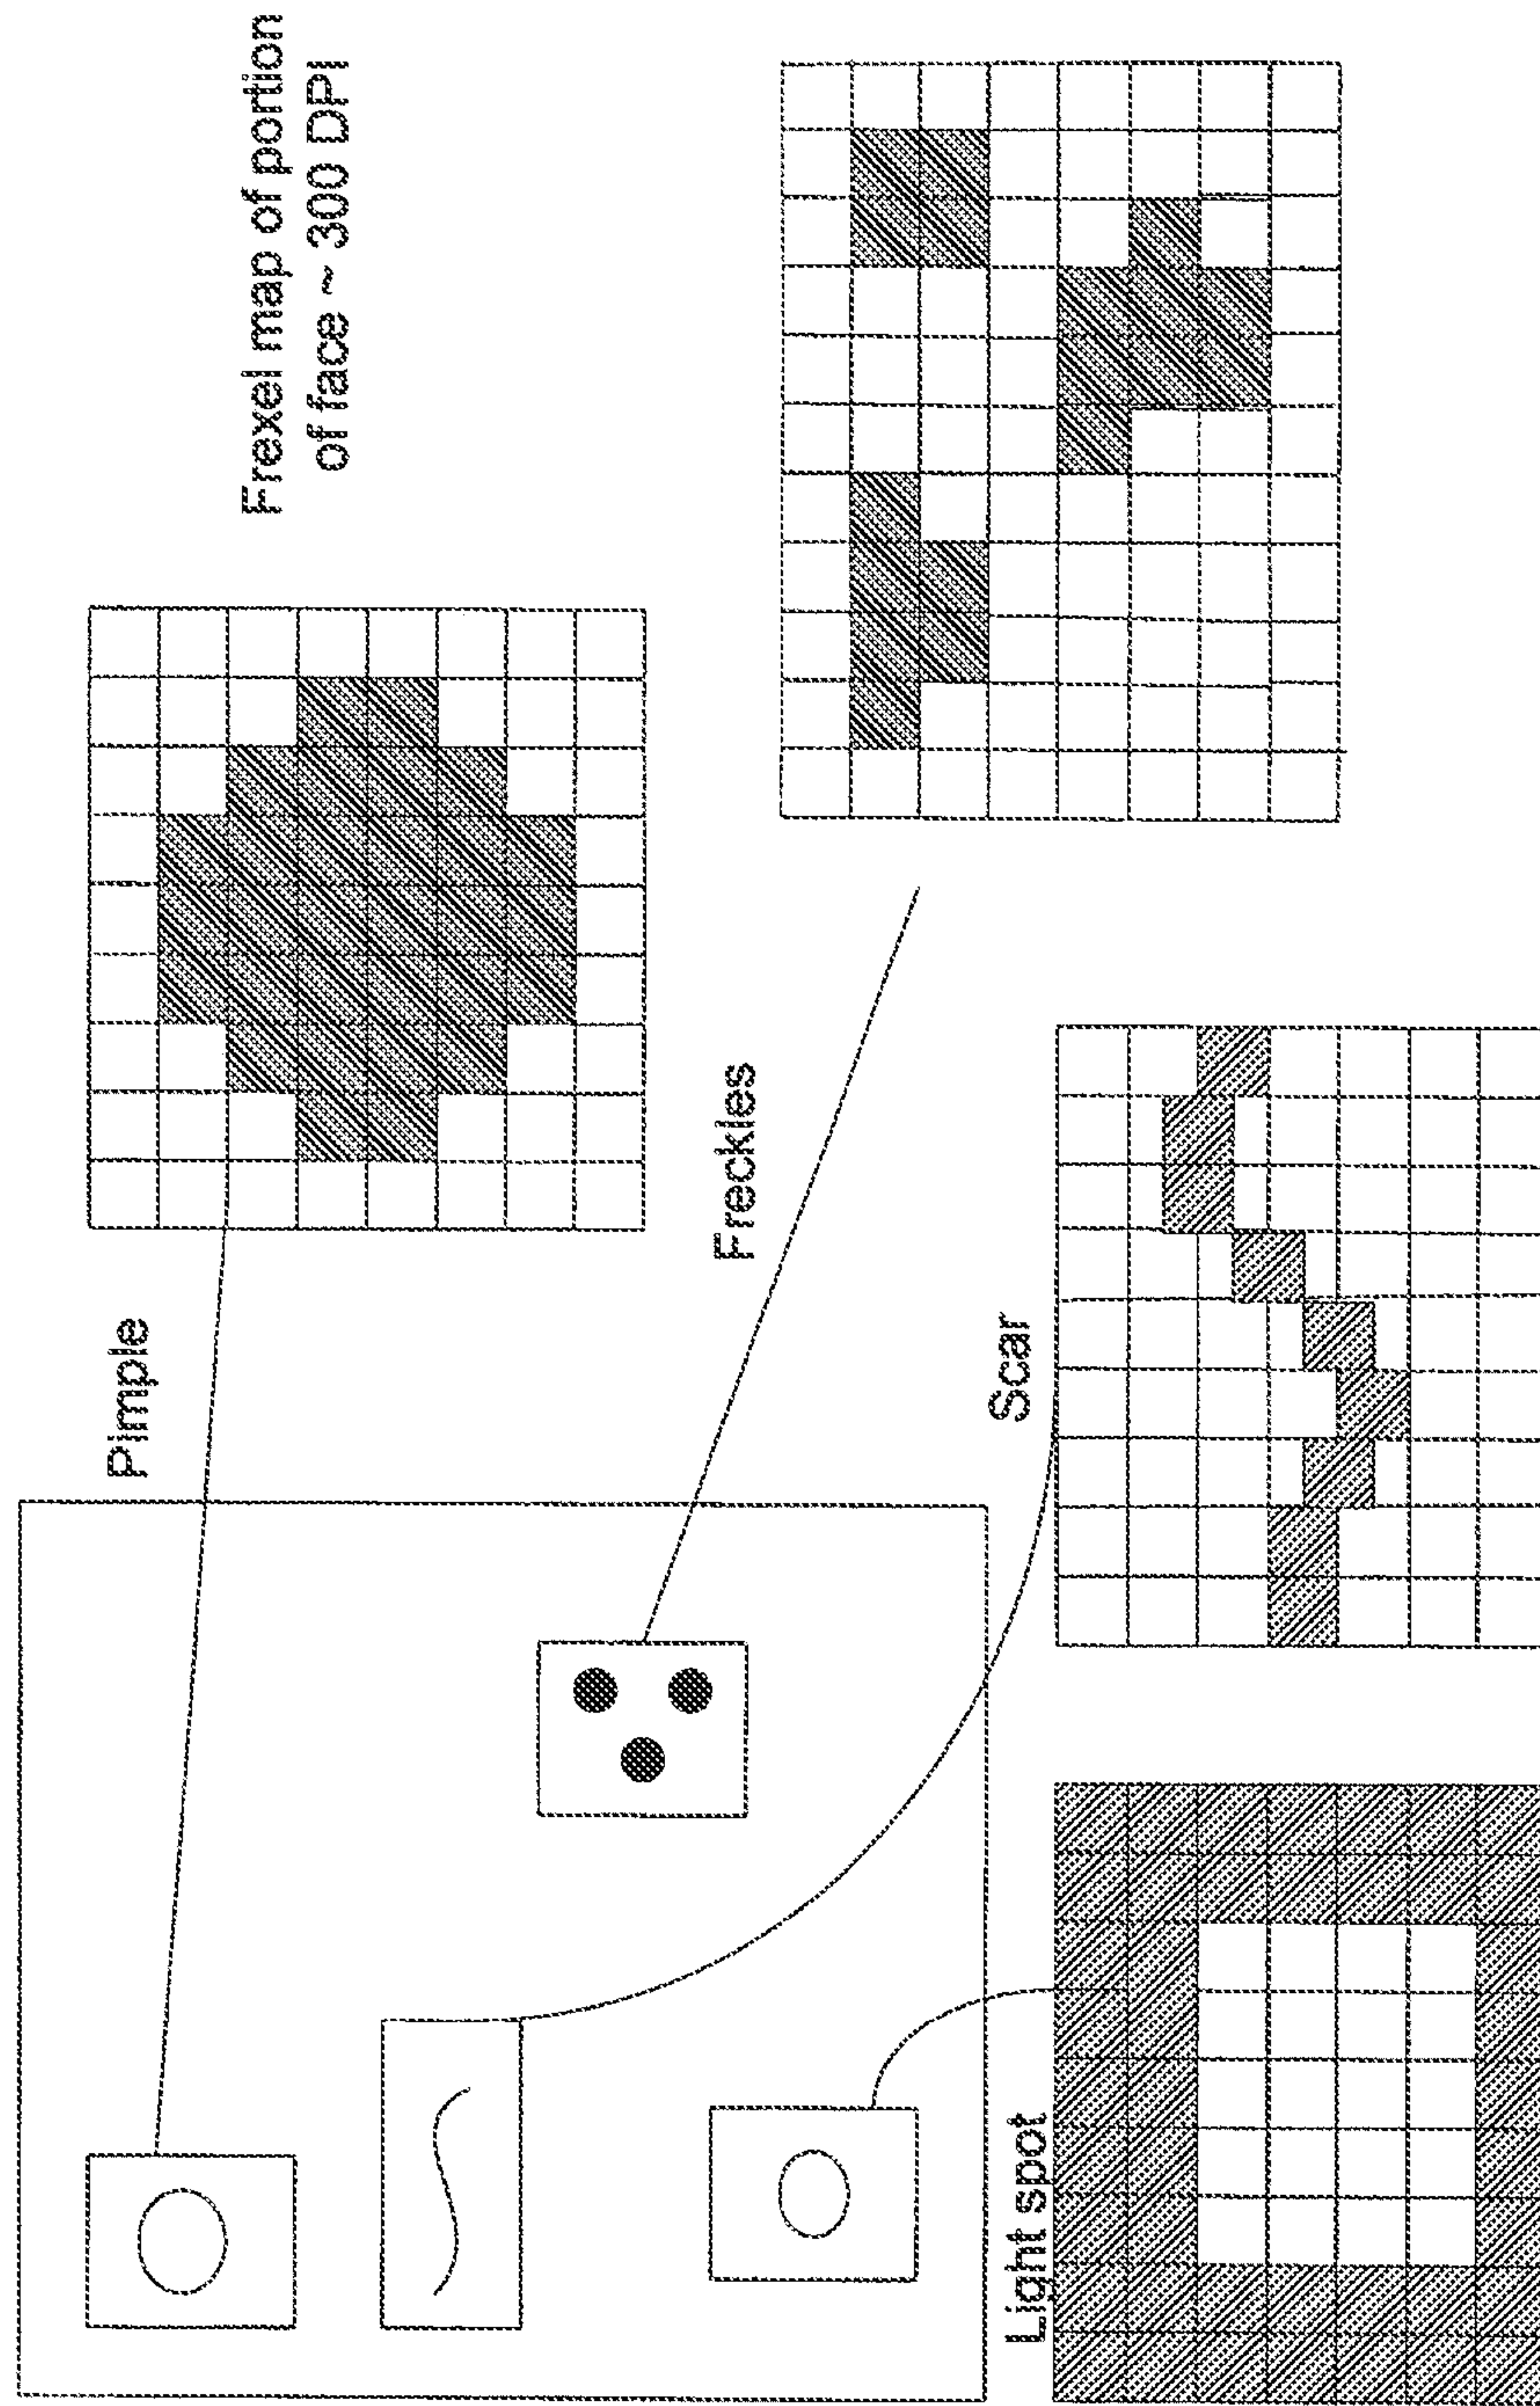 Frexel map of portion
of face ~ 300 DPI
Pimple
Freckles
Scar
Light spot